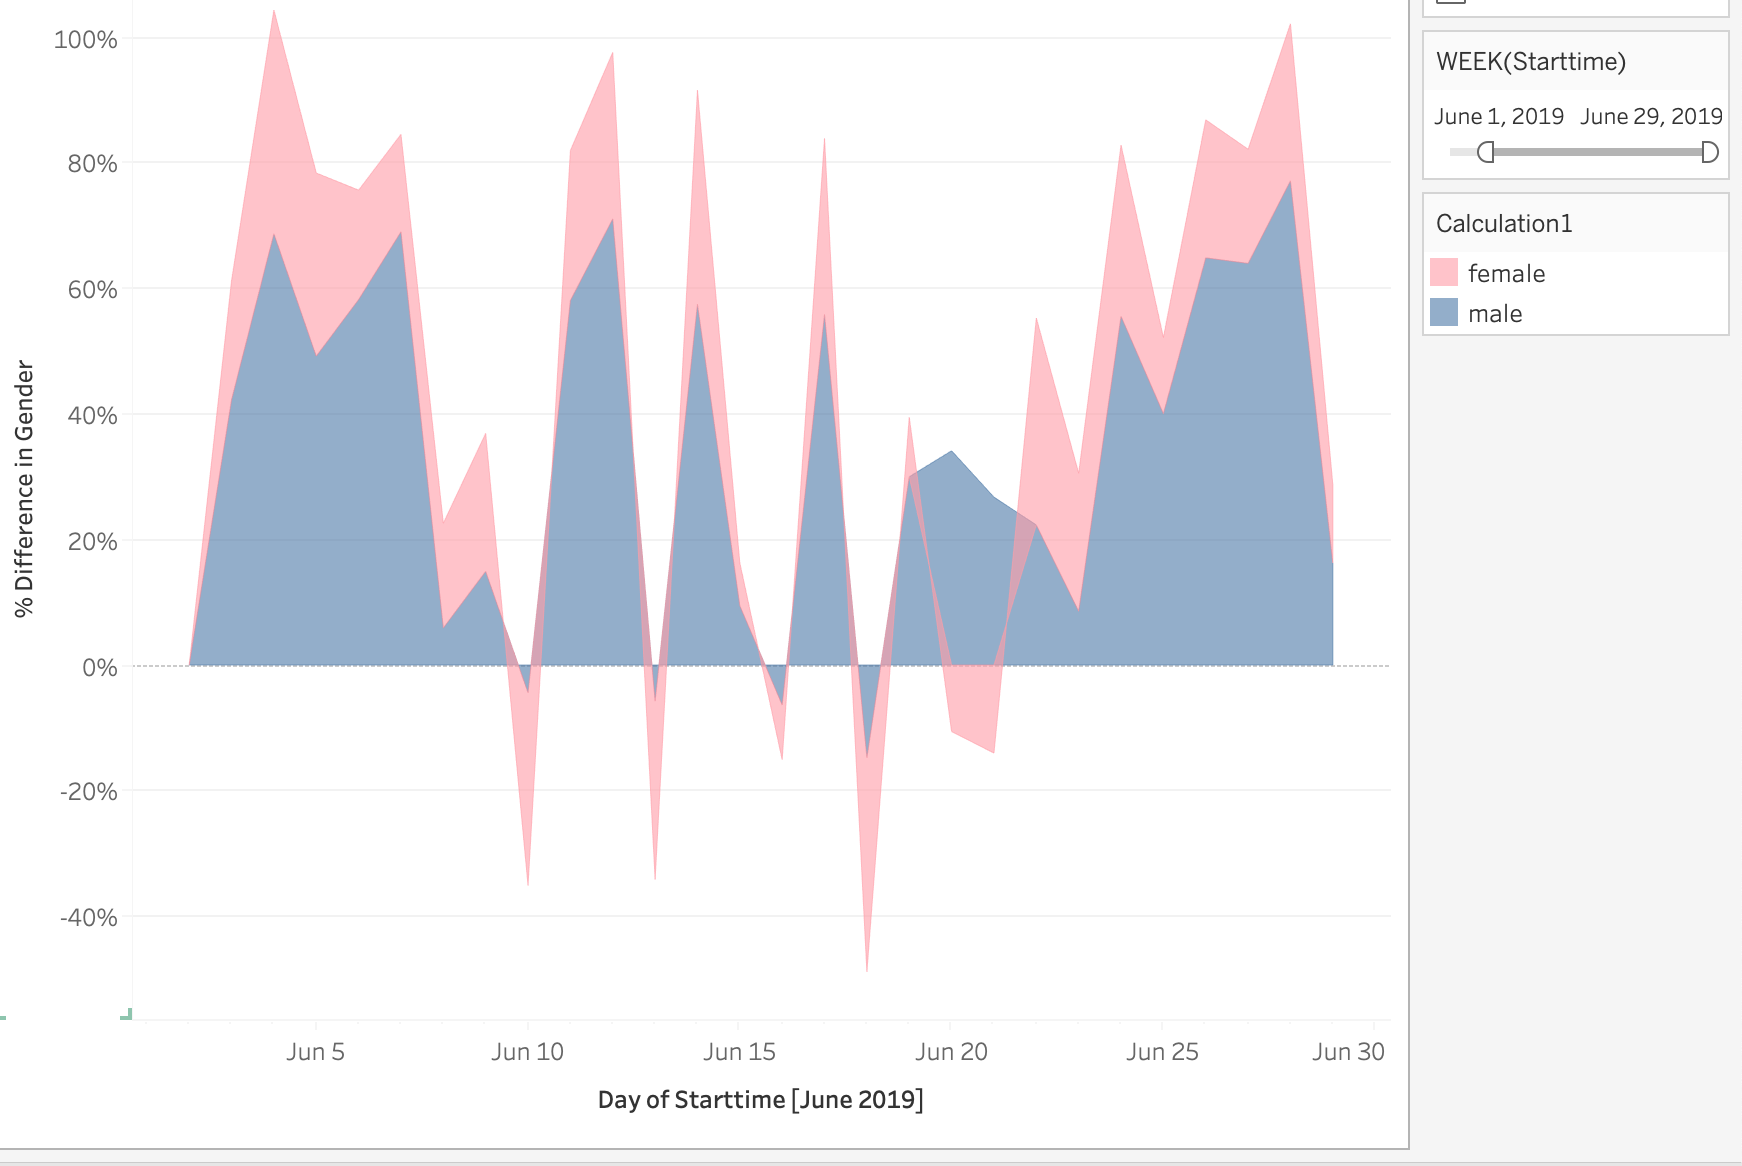 100%
80%
60%
40%
20%
0%
-20%
-40%
% Difference in Gender
Jun 5 Jun 10 Jun 15 Jun 20 Jun 25 Jun 30
Day of Starttime [June 2019]
WEEK(Starttime)
June 1, 2019 June 29, 2019
Calculation1
female
male